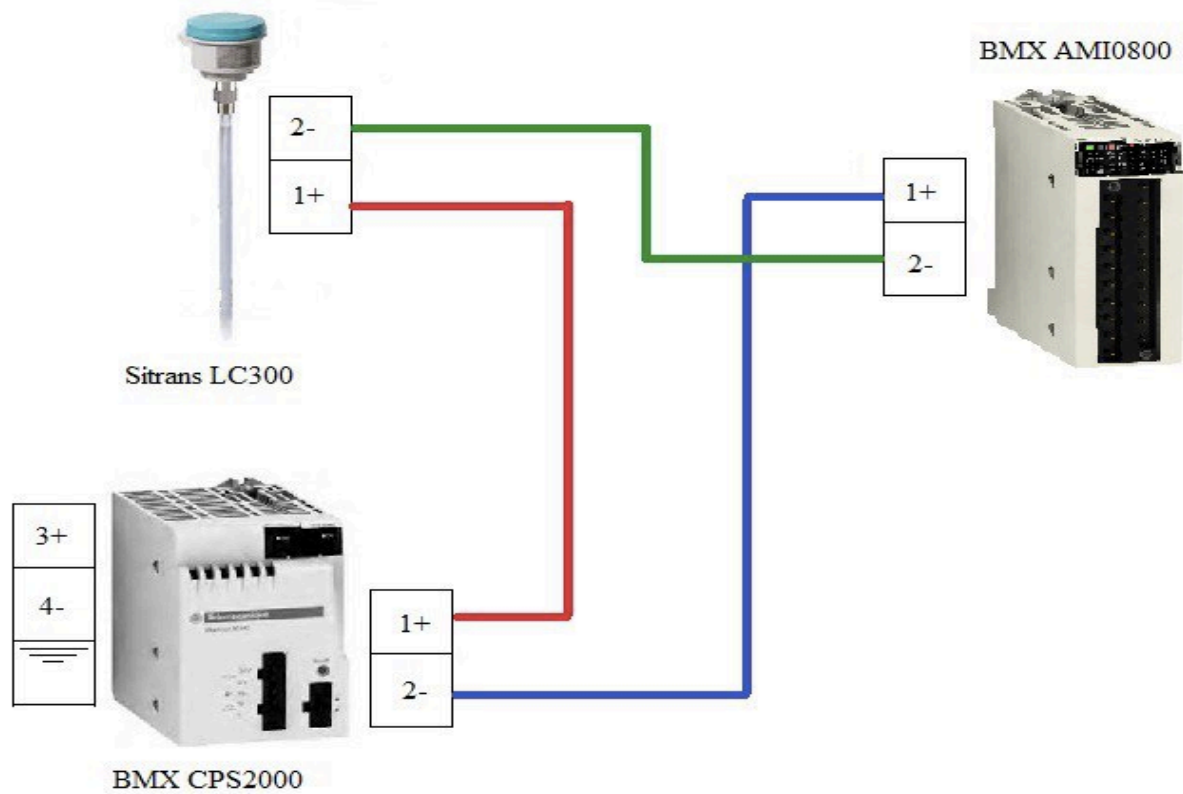 BMX AMI0800
2-
1+
1+
2-
Sitrans LC300
3+
4-
1+
2-
BMX CPS2000